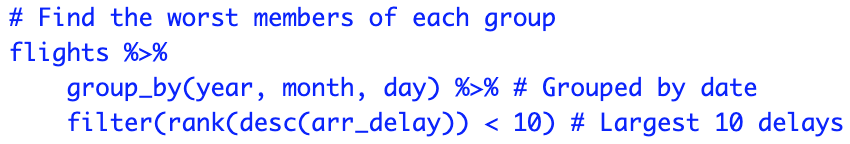 # Find the worst members of each group
flights %>%
    group_by(year, month, day) %>% # Grouped by date
    filter(rank(desc(arr_delay)) < 10) # Largest 10 delays